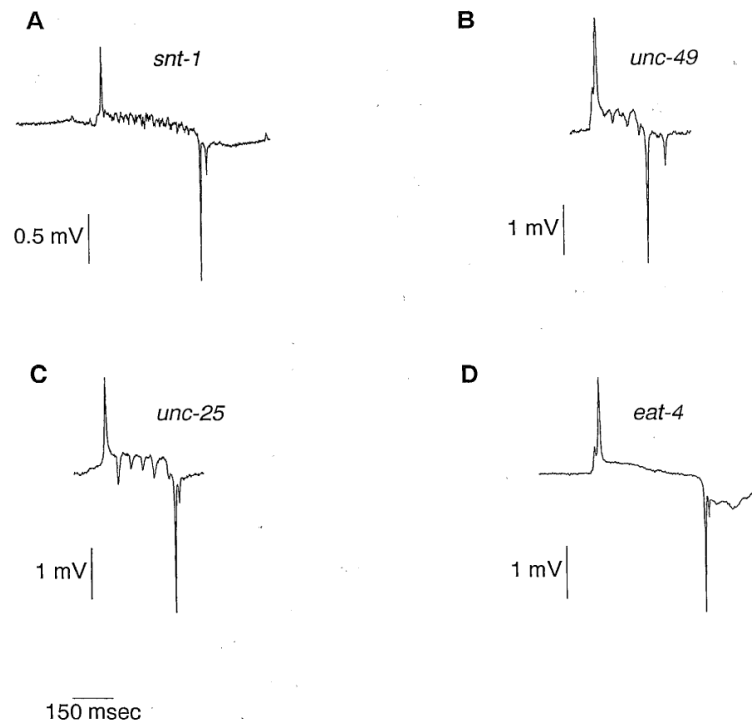 A
snt-1
0.5 mV
B
unc-49
1 mV
C
unc-25
1 mV
D
eat-4
1 mV
150 msec